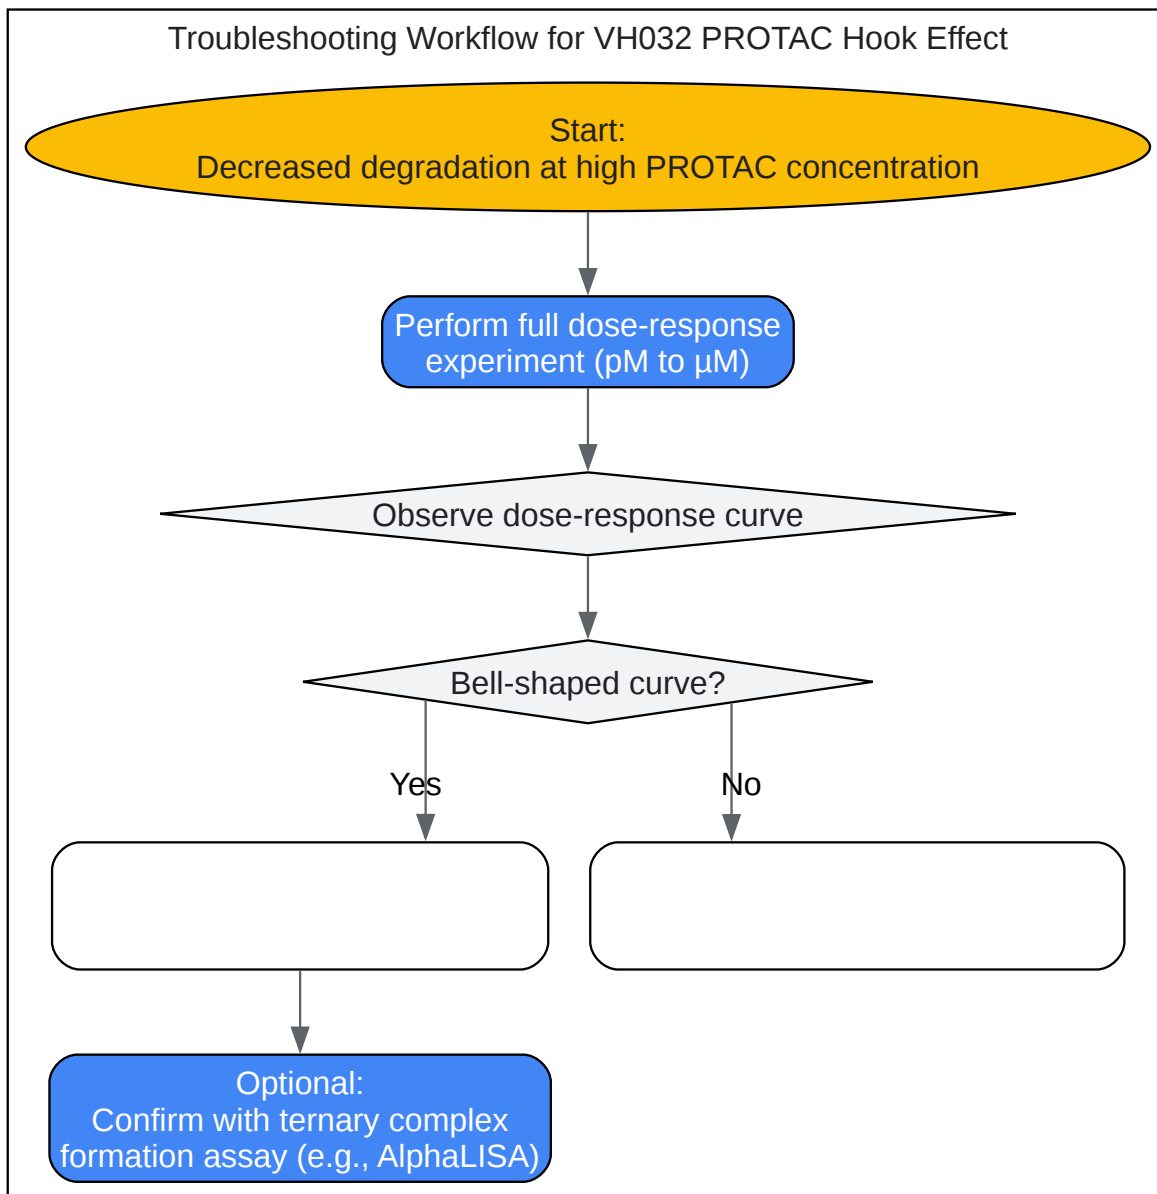 Troubleshooting Workflow for VH032 PROTAC Hook Effect
Start:
Decreased degradation at high PROTAC concentration
Perform full dose-response
experiment (pM to µM)
Observe dose-response curve
Bell-shaped curve?
Yes
No
Optional:
Confirm with ternary complex
formation assay (e.g., AlphaLISA)